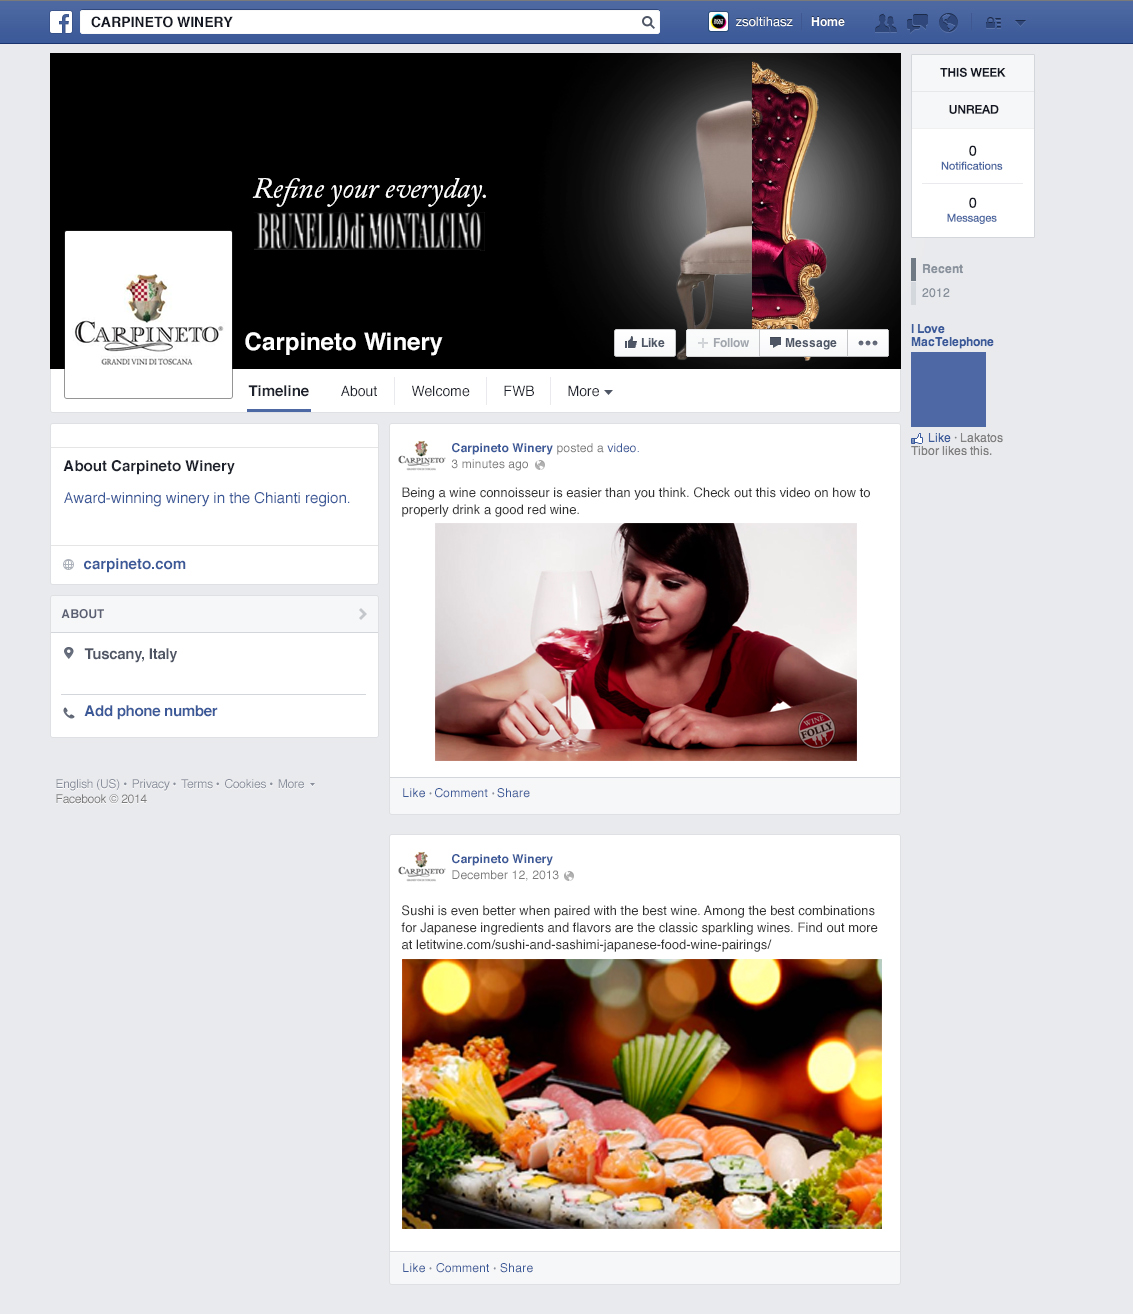 CARPINETO WINERY
zsoltihasz
Home
Refine your everyday.
BRUNELLO di MONTALCINO
CARPINETO®
GRANDI VINI DI TOSCANA
Carpineto Winery
Like
Follow
Message
Timeline
About
Welcome
FWB
More
THIS WEEK
UNREAD
0
Notifications
0
Messages
Recent
2012
I Love
MacTelephone
Like · Lakatos
Tibor likes this.
About Carpineto Winery
Award-winning winery in the Chianti region.
carpineto.com
ABOUT
Tuscany, Italy
Add phone number
English (US) · Privacy · Terms · Cookies · More
Facebook © 2014
CARPINETO
Carpineto Winery posted a video.
3 minutes ago
Being a wine connoisseur is easier than you think. Check out this video on how to
properly drink a good red wine.
WINE
FOLLY
Like · Comment · Share
CARPINETO
Carpineto Winery
December 12, 2013
Sushi is even better when paired with the best wine. Among the best combinations
for Japanese ingredients and flavors are the classic sparkling wines. Find out more
at letitwine.com/sushi-and-sashimi-japanese-food-wine-pairings/
Like · Comment · Share